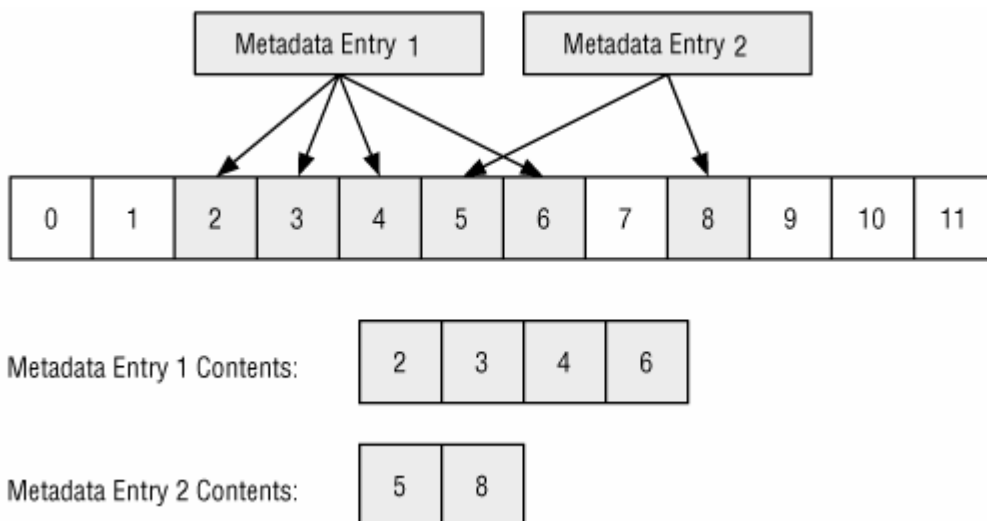 Metadata Entry 1 Metadata Entry 2
0 1 2 3 4 5 6 7 8 9 10 11
Metadata Entry 1 Contents: 2 3 4 6
Metadata Entry 2 Contents: 5 8